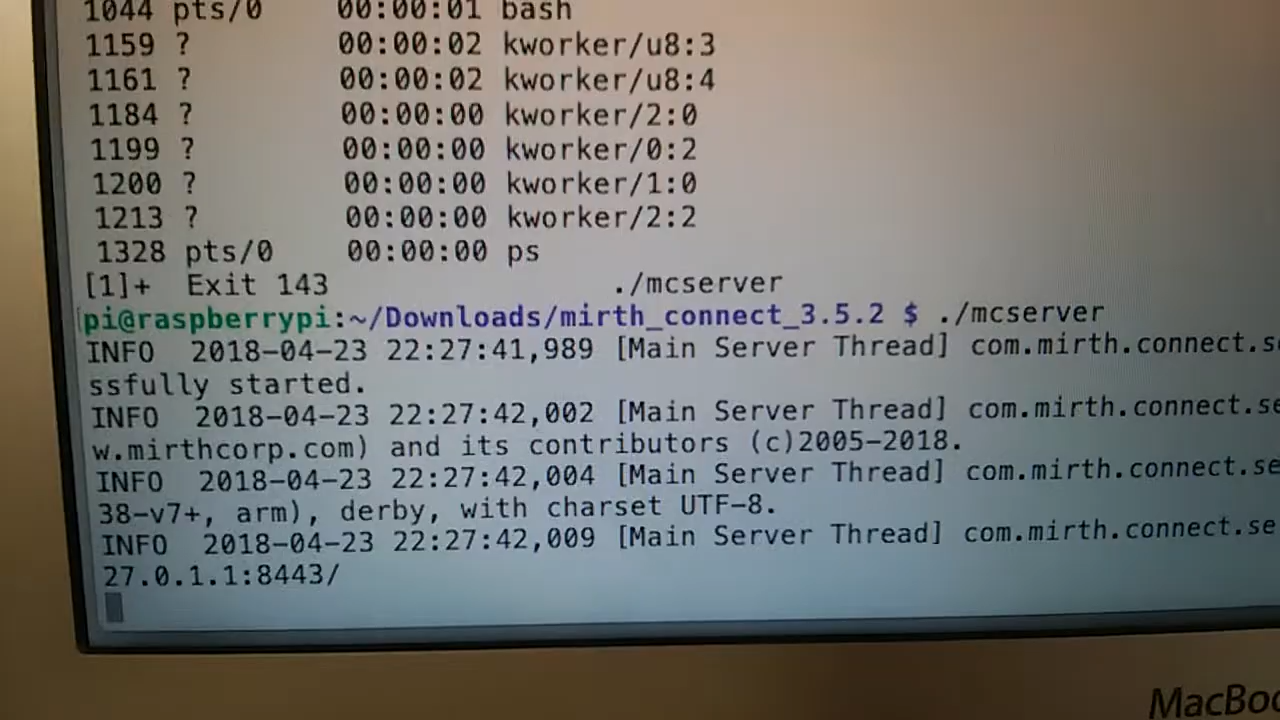 1044 pts/0 00:00:01 bash
1159 ? 00:00:02 kworker/u8:3
1161 ? 00:00:02 kworker/u8:4
1184 ? 00:00:00 kworker/2:0
1199 ? 00:00:00 kworker/0:2
1200 ? 00:00:00 kworker/1:0
1213 ? 00:00:00 kworker/2:2
1328 pts/0 00:00:00 ps
[1]+ Exit 143 ./mcserver
pi@raspberrypi:~/Downloads/mirth_connect_3.5.2 $ ./mcserver
INFO 2018-04-23 22:27:41,989 [Main Server Thread] com.mirth.connect.s
ssfully started.
INFO 2018-04-23 22:27:42,002 [Main Server Thread] com.mirth.connect.se
w.mirthcorp.com) and its contributors (c)2005-2018.
INFO 2018-04-23 22:27:42,004 [Main Server Thread] com.mirth.connect.se
38-v7+, arm), derby, with charset UTF-8.
INFO 2018-04-23 22:27:42,009 [Main Server Thread] com.mirth.connect.se
27.0.1.1:8443/
MacBoo